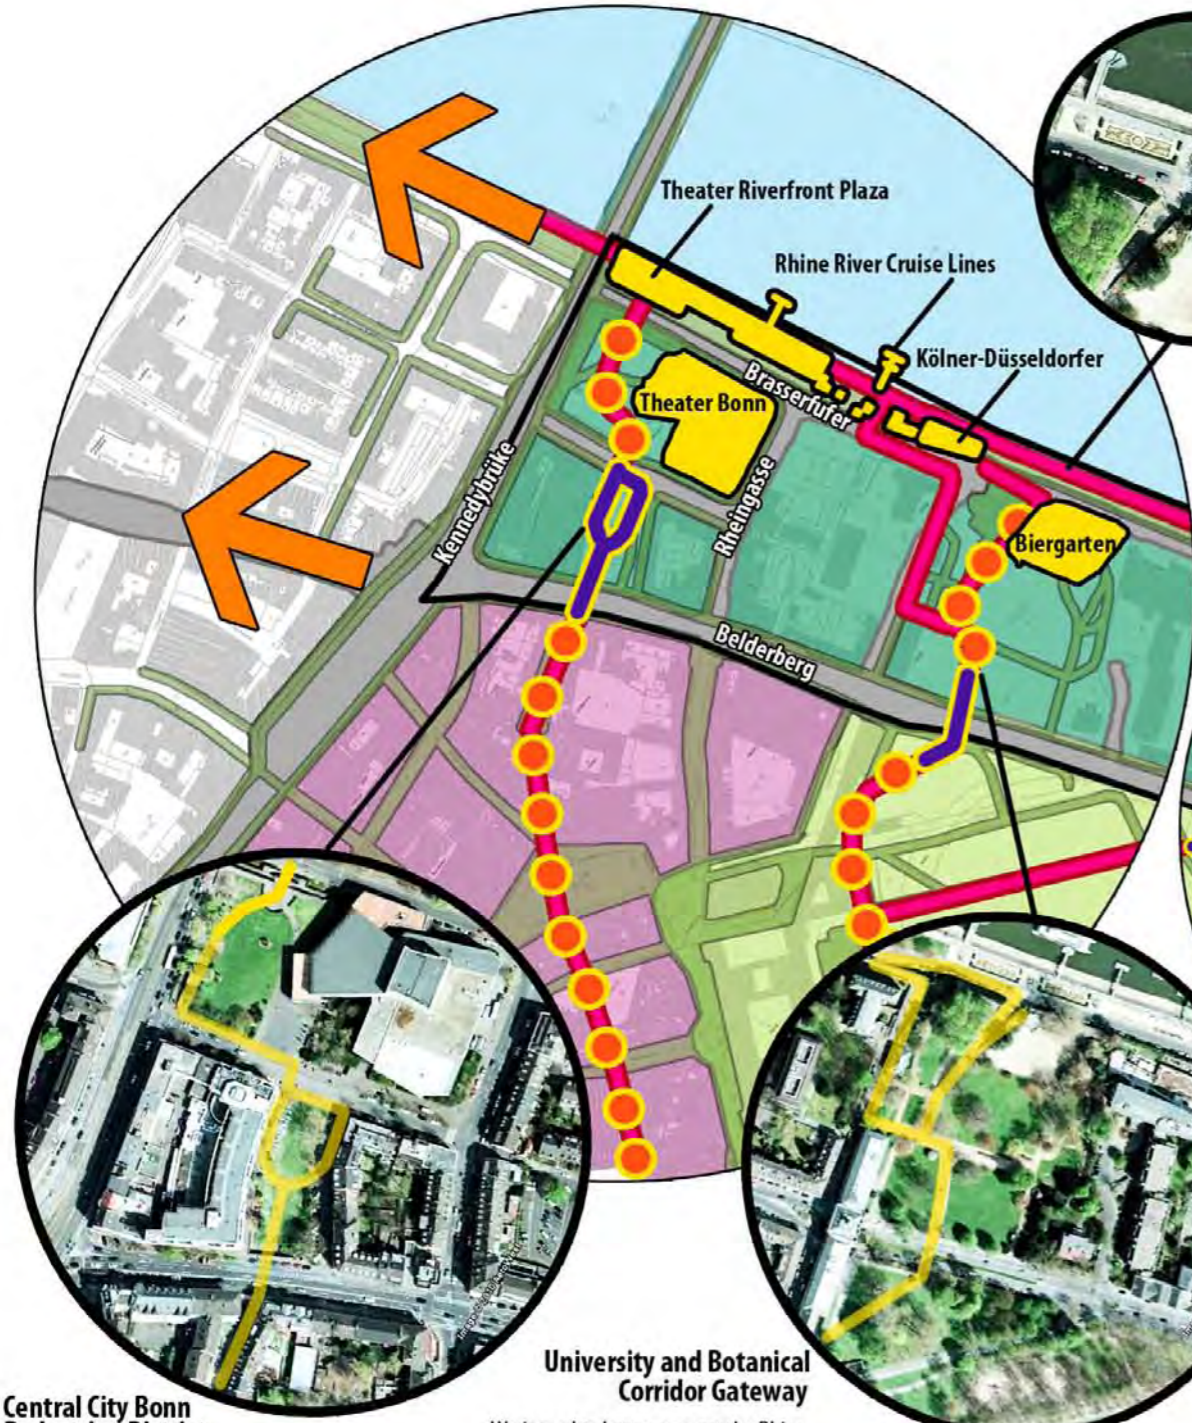 Theater Riverfront Plaza
Rhine River Cruise Lines
Kölner-Düsseldorfer
Brasserfufer
Theater Bonn
Kennedybrüke
Rheingasse
Biergarten
Belderberg
University and Botanical
Corridor Gateway
Central City Bonn